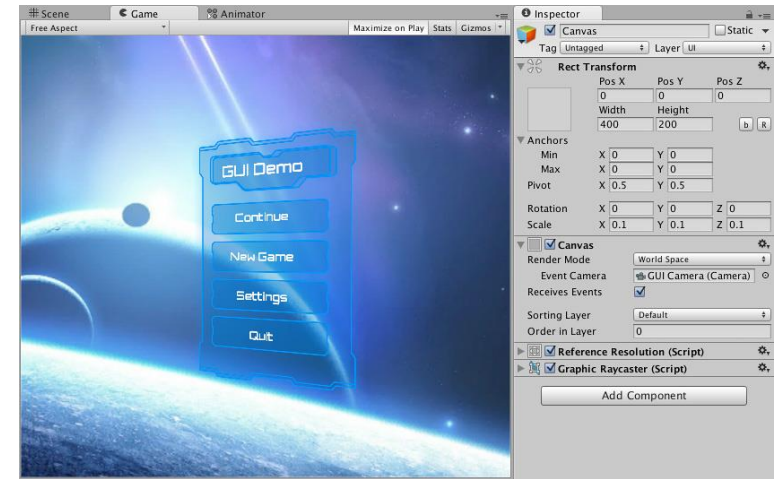 Scene Game Animator
Free Aspect Maximize on Play Stats Gizmos
GUI Demo
Continue
New Game
Settings
Quit
Inspector
Canvas Static
Tag Untagged Layer UI
Rect Transform
Pos X Pos Y Pos Z
0 0 0
Width Height
400 200 b R
Anchors
Min X 0 Y 0
Max X 0 Y 0
Pivot X 0.5 Y 0.5
Rotation X 0 Y 0 Z 0
Scale X 0.1 Y 0.1 Z 0.1
Canvas
Render Mode World Space
Event Camera GUI Camera (Camera)
Receives Events
Sorting Layer Default
Order in Layer 0
Reference Resolution (Script)
Graphic Raycaster (Script)
Add Component